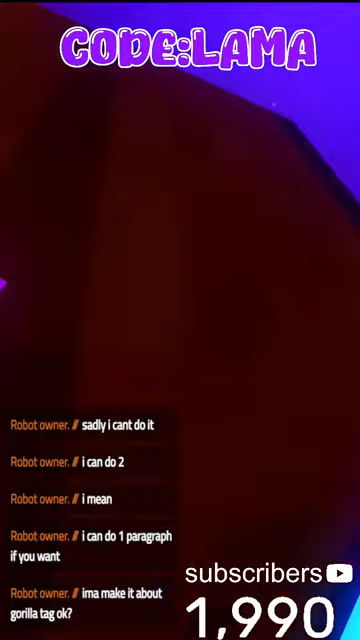 CODE:LAMA
Robot owner. // sadly i cant do it
Robot owner. // i can do 2
Robot owner. // i mean
Robot owner. // i can do 1 paragraph
if you want
Robot owner. // ima make it about
gorilla tag ok?
subscribers
1,990